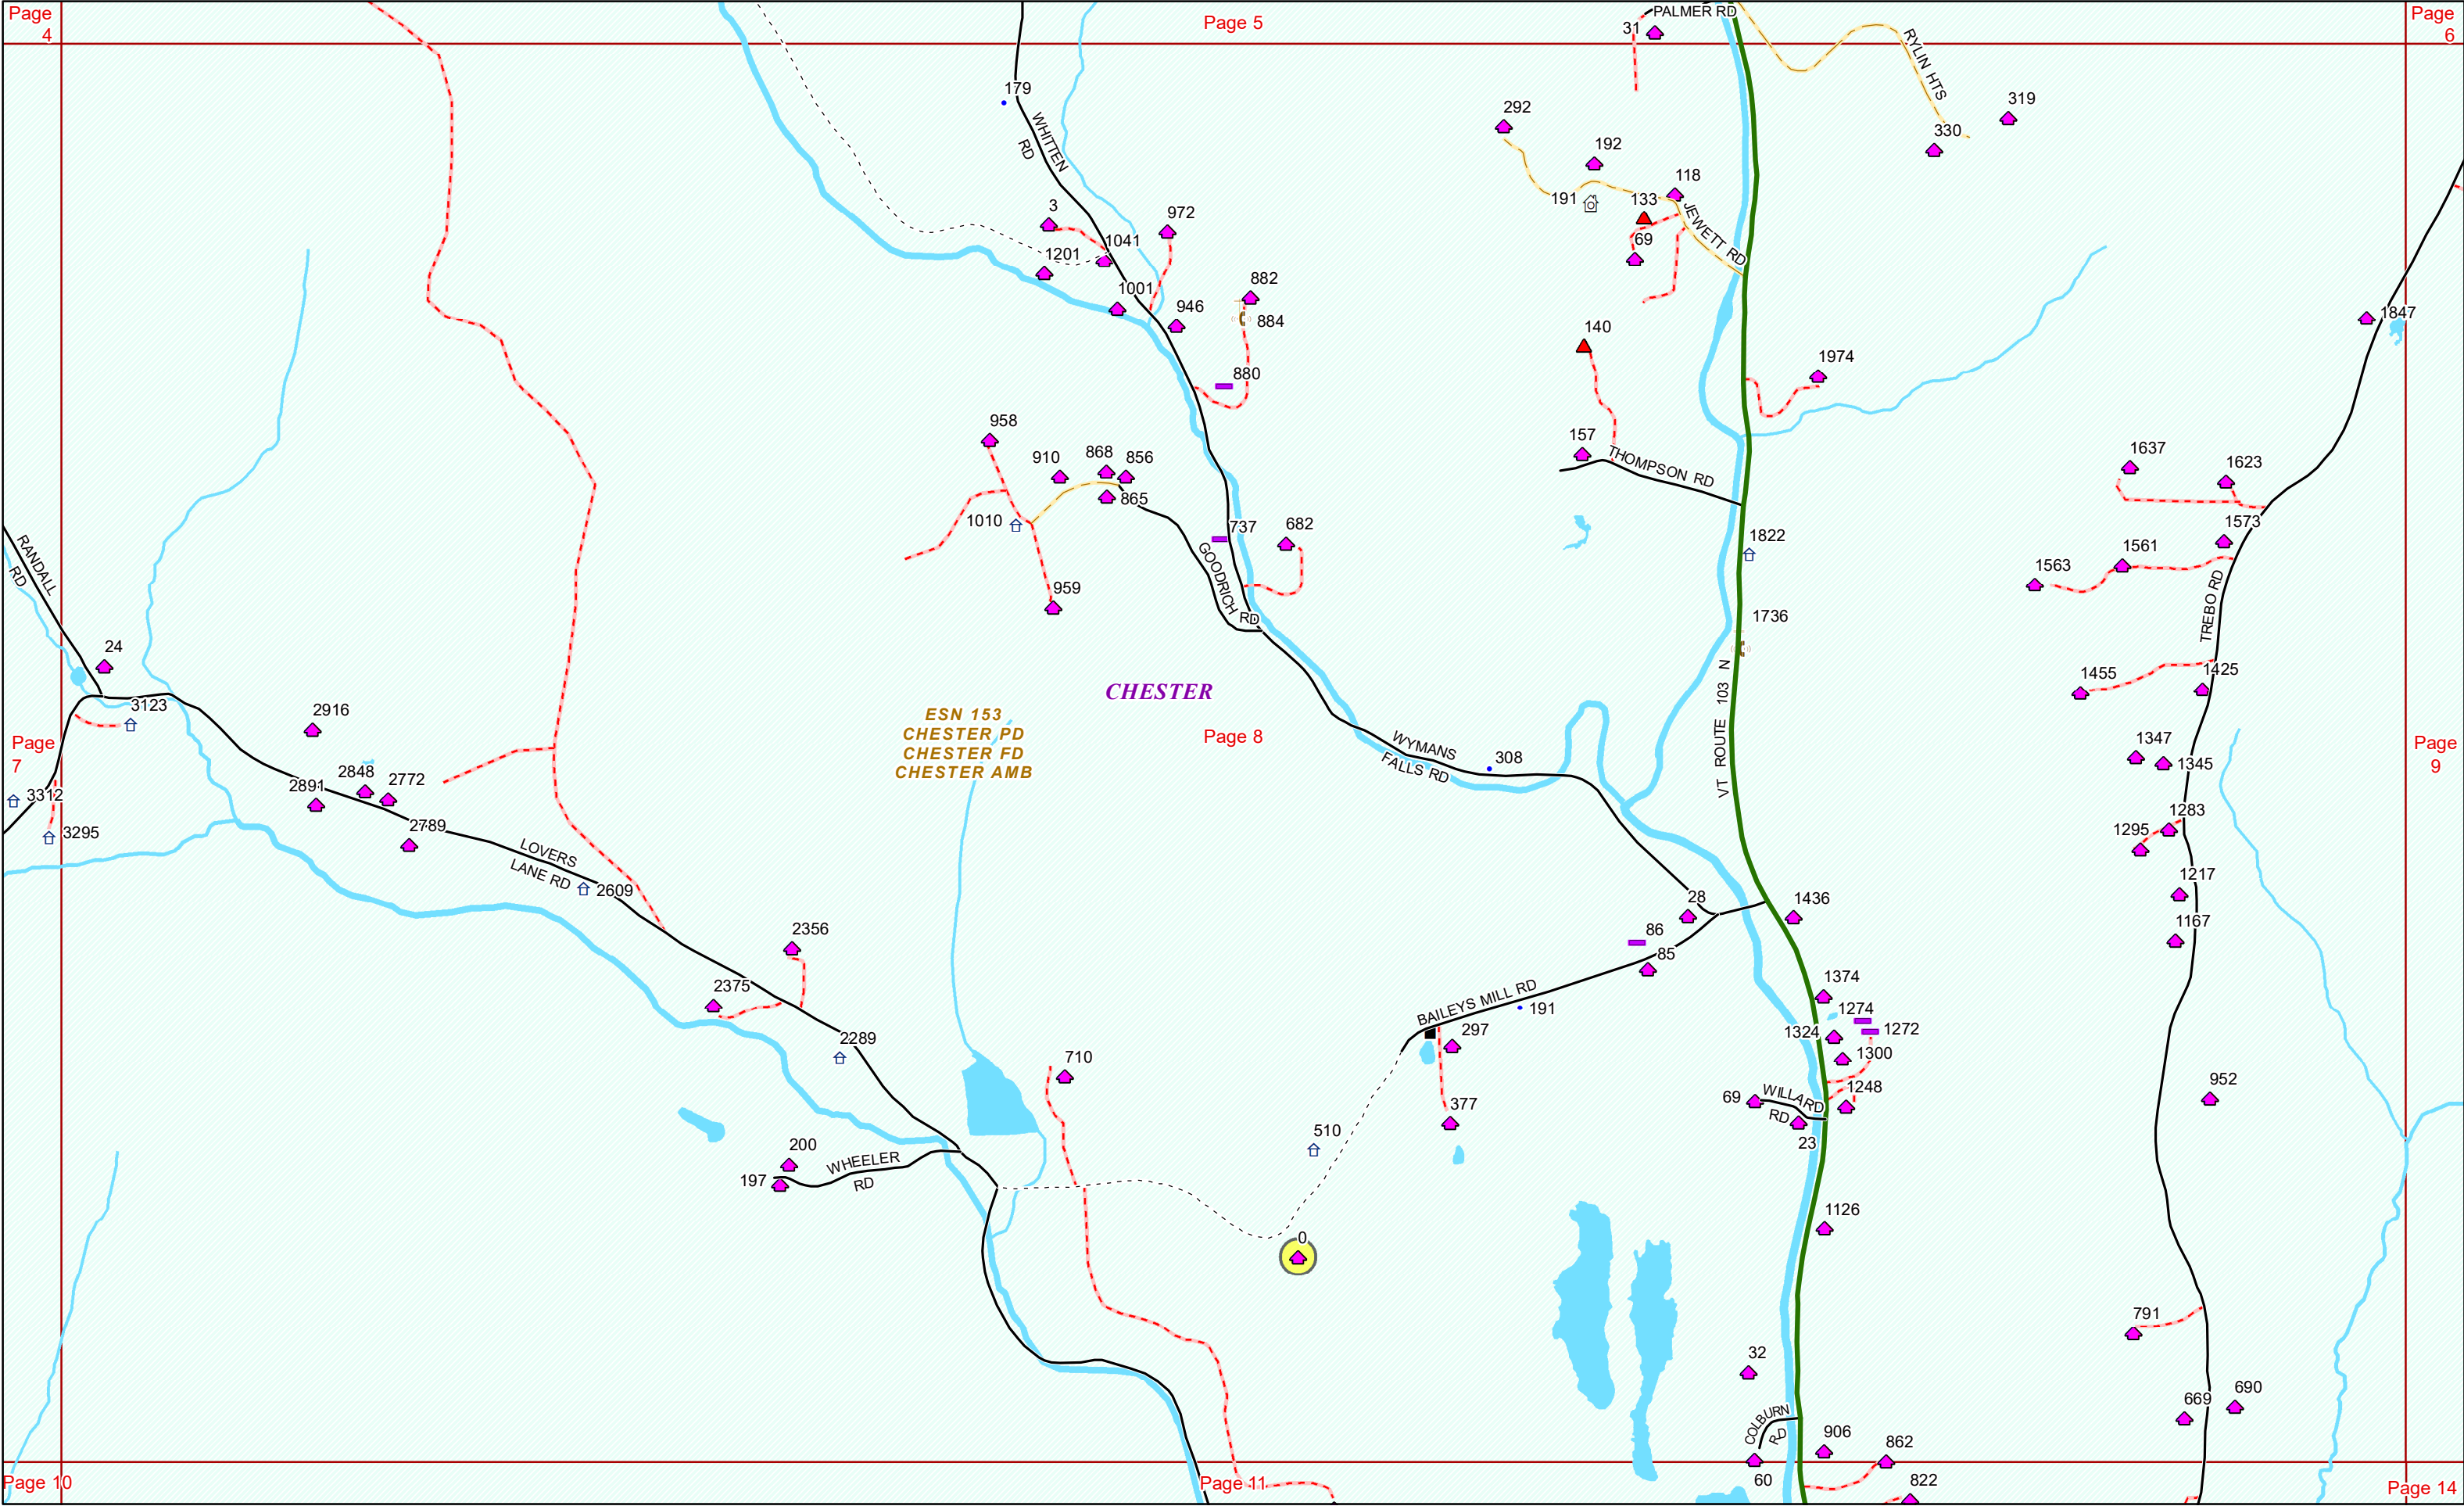 Page
4
Page 5
PALMER RD
31
Page
6
RYLIN HTS
179
WHITTEN
RD
292
319
330
192
118
191
133
JEWETT RD
69
3
972
1041
1201
1001
946
882
884
880
140
1974
1847
958
910
868
856
865
1010
959
737
682
GOODRICH RD
157
THOMPSON RD
1822
1736
1637
1623
1573
1561
1563
TREBO RD
RANDALL
RD
24
3123
2916
1455
1425
CHESTER
ESN 153
CHESTER PD
CHESTER FD
CHESTER AMB
Page 8
VT ROUTE 103 N
WYMANS
FALLS RD
308
Page
7
Page
9
1347
1345
3312
3295
2891
2848
2772
2789
1283
1295
LOVERS
LANE RD
2609
1217
1167
28
1436
86
85
2356
2375
2289
1374
1274
1272
1324
1300
1248
BAILEYS MILL RD
191
297
377
WILLARD
RD
69
23
952
710
510
200
197
WHEELER
RD
0
1126
791
32
COLBURN
RD
60
906
862
822
669
690
Page 10
Page 11
Page 14